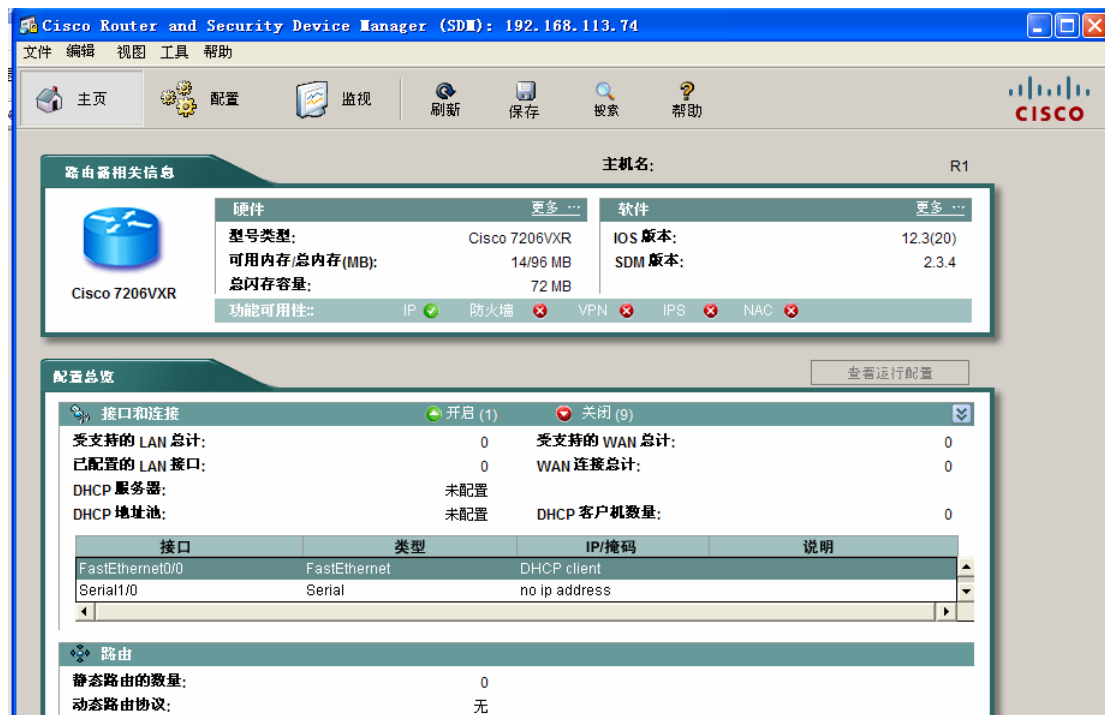 Cisco Router and Security Device Manager (SDM): 192.168.113.74
文件 编辑 视图 工具 帮助
主页 配置 监视 刷新 保存 搜索 帮助
CISCO
路由器相关信息 主机名: R1
硬件 更多 ... 软件 更多 ...
型号类型: Cisco 7206VXR IOS 版本: 12.3(20)
可用内存/总内存(MB): 14/96 MB SDM 版本: 2.3.4
总闪存容量: 72 MB
Cisco 7206VXR
功能可用性:: IP 防火墙 VPN IPS NAC
配置总览 查看运行配置
接口和连接 开启 (1) 关闭 (9)
受支持的 LAN 总计: 0 受支持的 WAN 总计: 0
已配置的 LAN 接口: 0 WAN 连接总计: 0
DHCP 服务器: 未配置
DHCP 地址池: 未配置 DHCP 客户机数量: 0
接口 类型 IP/掩码 说明
FastEthernet0/0 FastEthernet DHCP client
Serial1/0 Serial no ip address
路由
静态路由的数量: 0
动态路由协议: 无